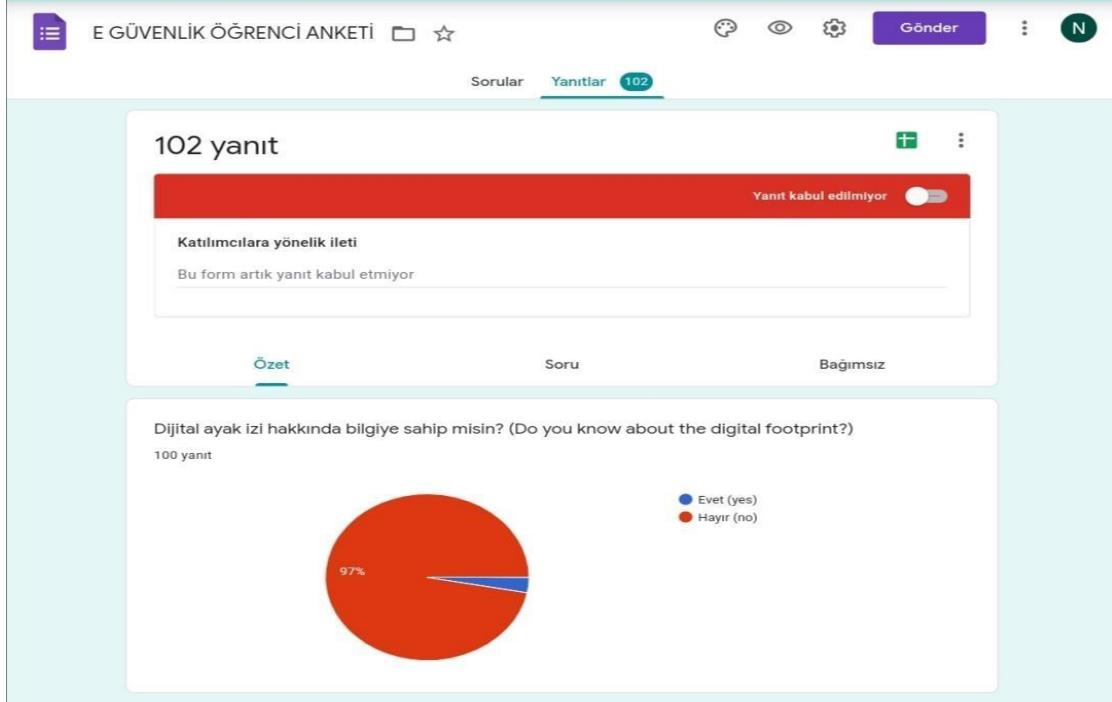 E GÜVENLİK ÖĞRENCİ ANKETİ
Gönder
N
Sorular
Yanıtlar 102
102 yanıt
Yanıt kabul edilmiyor
Katılımcılara yönelik ileti
Bu form artık yanıt kabul etmiyor
Özet
Soru
Bağımsız
Dijital ayak izi hakkında bilgiye sahip misin? (Do you know about the digital footprint?)
100 yanıt
Evet (yes)
Hayır (no)
97%